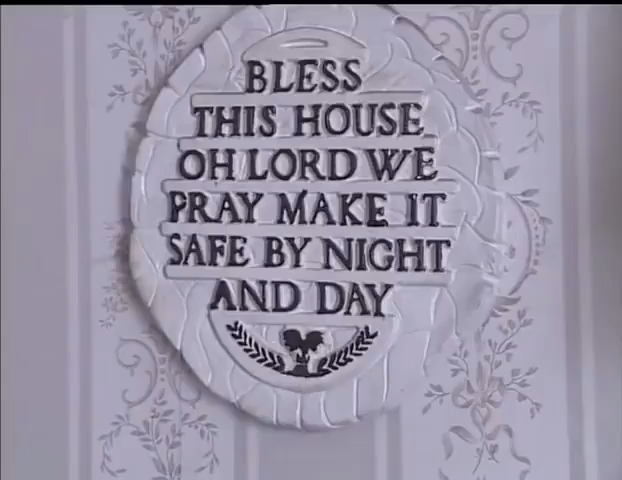 BLESS
THIS HOUSE
OH LORD WE
PRAY MAKE IT
SAFE BY NIGHT
AND DAY